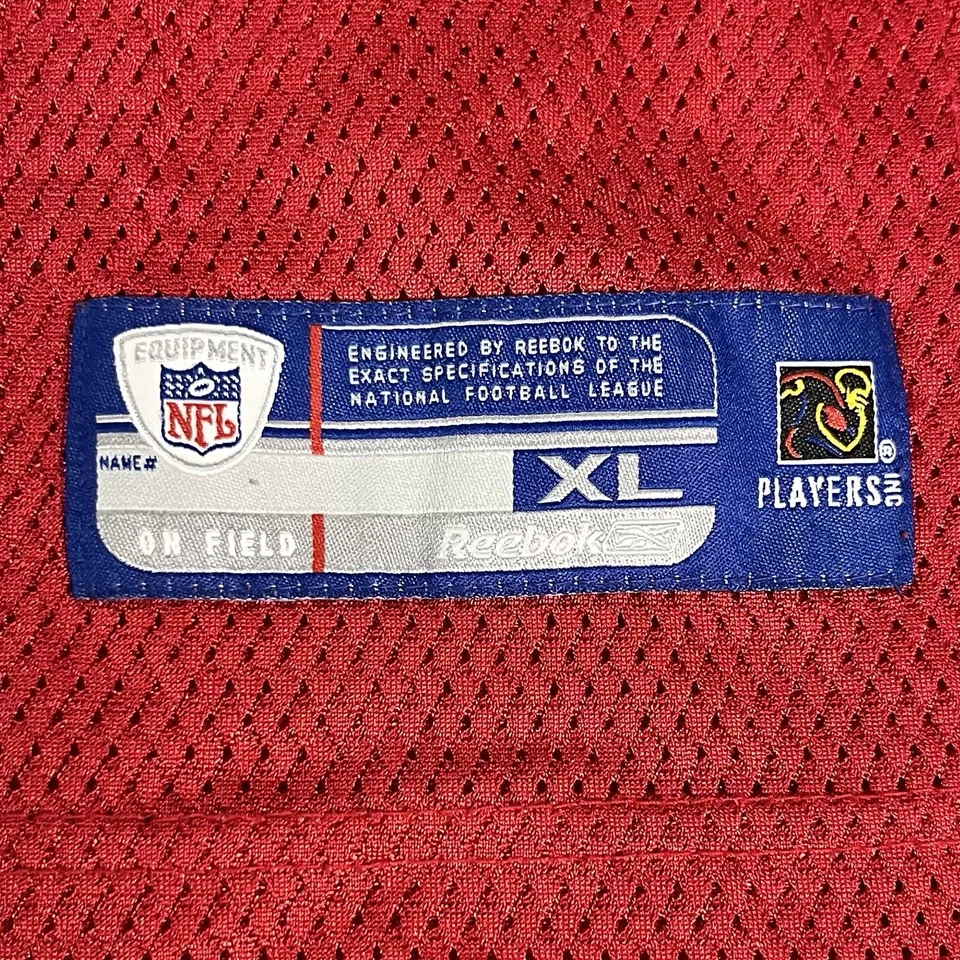 EQUIPMENT
NFL
ENGINEERED BY REEBOK TO THE
EXACT SPECIFICATIONS OF THE
NATIONAL FOOTBALL LEAGUE
NAME#
XL
ON FIELD
Reebok
PLAYERS INC ®